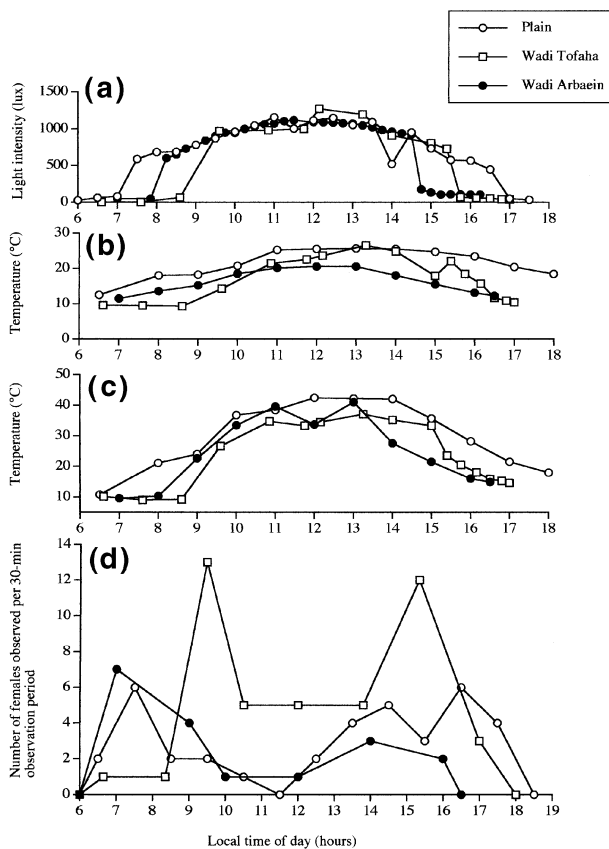 Plain
Wadi Tofaha
Wadi Arbaein
(a)
Light intensity (lux)
1500
1000
500
0
6 7 8 9 10 11 12 13 14 15 16 17 18
(b)
Temperature (°C)
30
20
10
0
6 7 8 9 10 11 12 13 14 15 16 17 18
(c)
Temperature (°C)
50
40
30
20
10
6 7 8 9 10 11 12 13 14 15 16 17 18
(d)
Number of females observed per 30-min
observation period
14
12
10
8
6
4
2
0
6 7 8 9 10 11 12 13 14 15 16 17 18 19
Local time of day (hours)